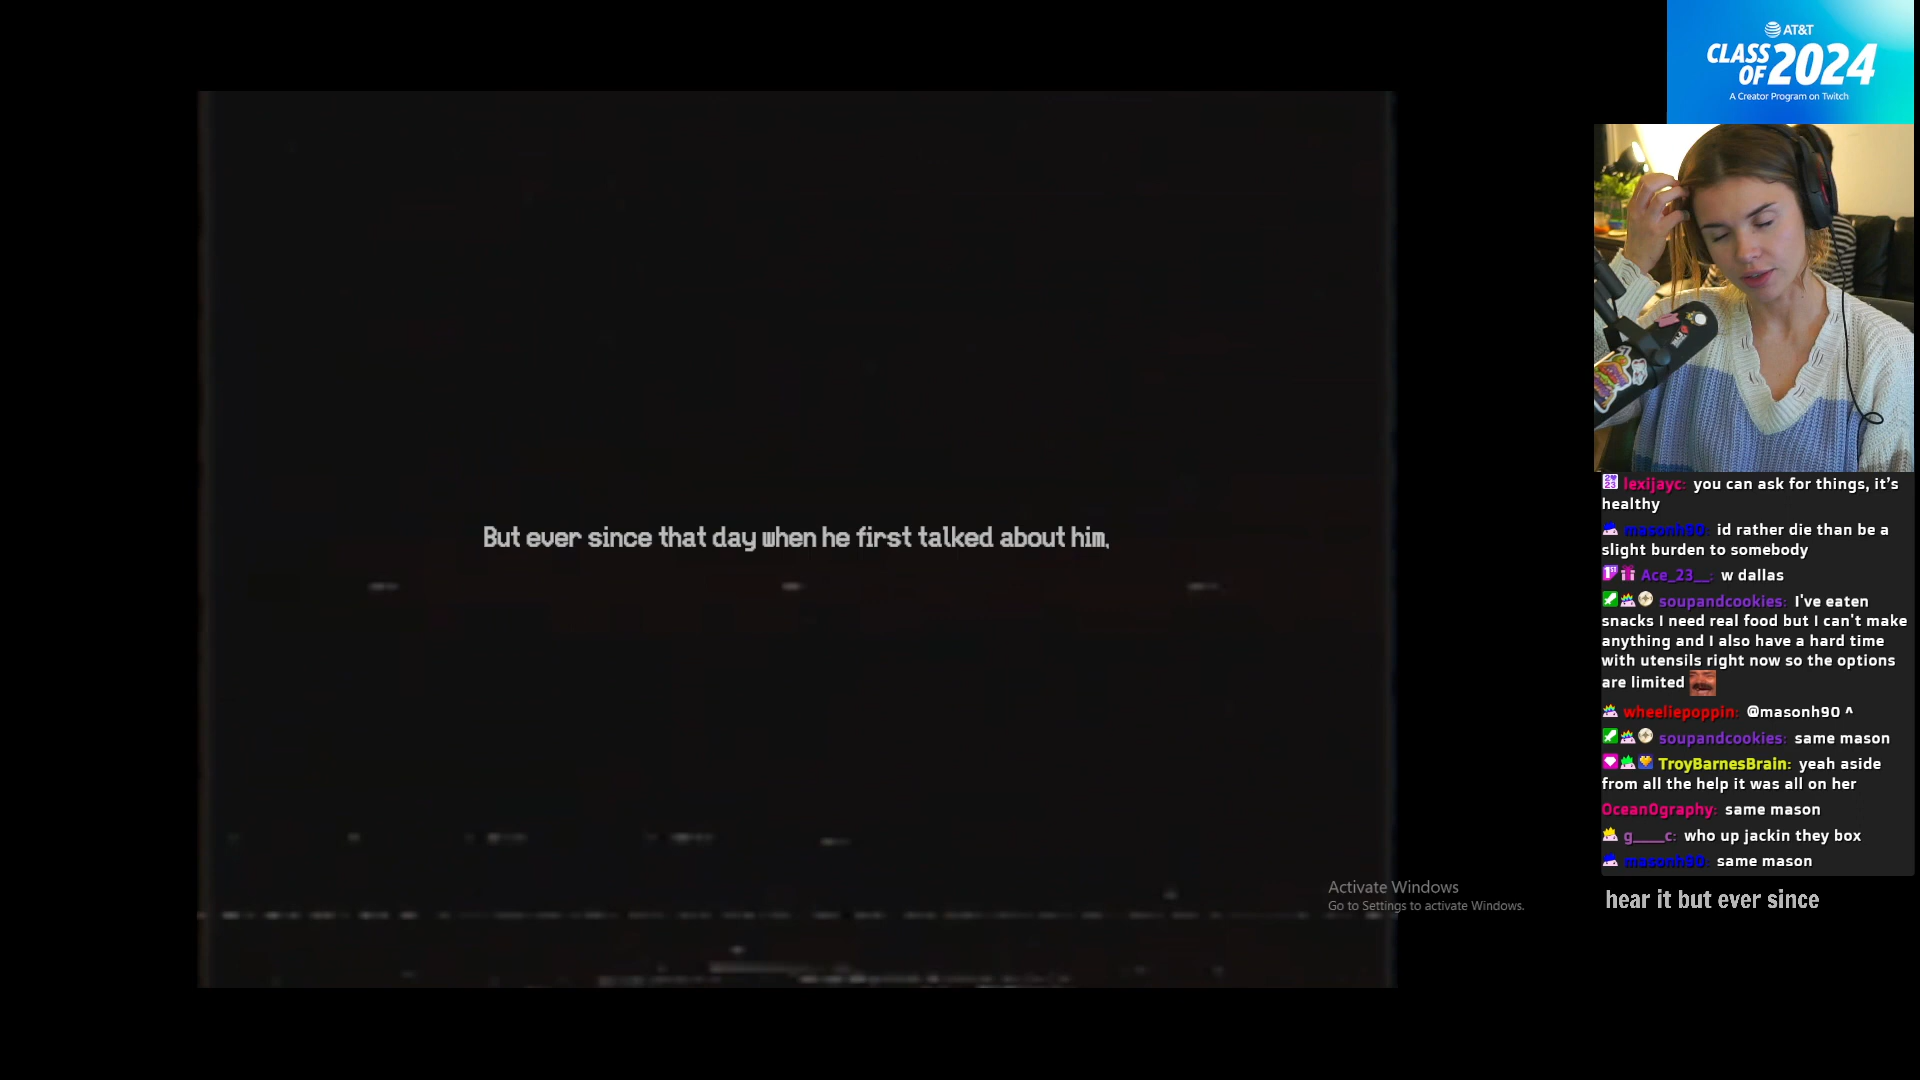 AT&T
CLASS
OF 2024
A Creator Program on Twitch
But ever since that day when he first talked about him,
lexijayc: you can ask for things, it's
healthy
masonh90: id rather die than be a
slight burden to somebody
Ace_23__: w dallas
soupandcookies: I've eaten
snacks I need real food but I can't make
anything and I also have a hard time
with utensils right now so the options
are limited
wheeliepoppin: @masonh90 ^
soupandcookies: same mason
TroyBarnesBrain: yeah aside
from all the help it was all on her
OceanOgraphy: same mason
g____c: who up jackin they box
masonh90: same mason
Activate Windows
Go to Settings to activate Windows.
hear it but ever since